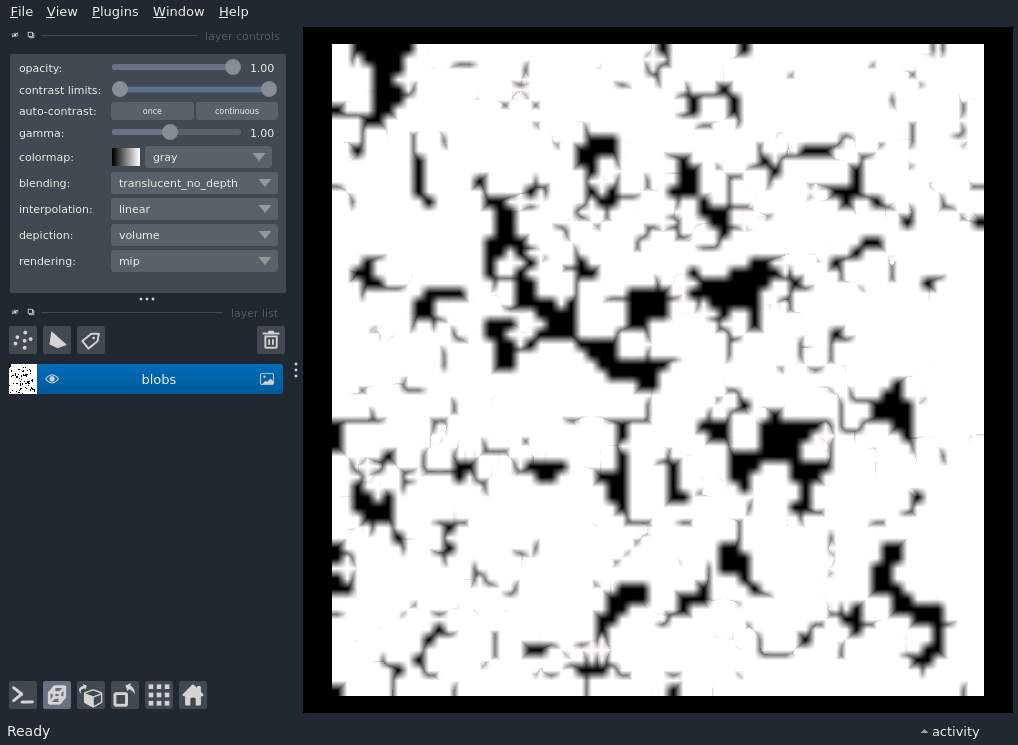 File View Plugins Window Help
layer controls
opacity: 1.00
contrast limits:
auto-contrast: once continuous
gamma: 1.00
colormap: gray
blending: translucent_no_depth
interpolation: linear
depiction: volume
rendering: mip
layer list
blobs
Ready activity